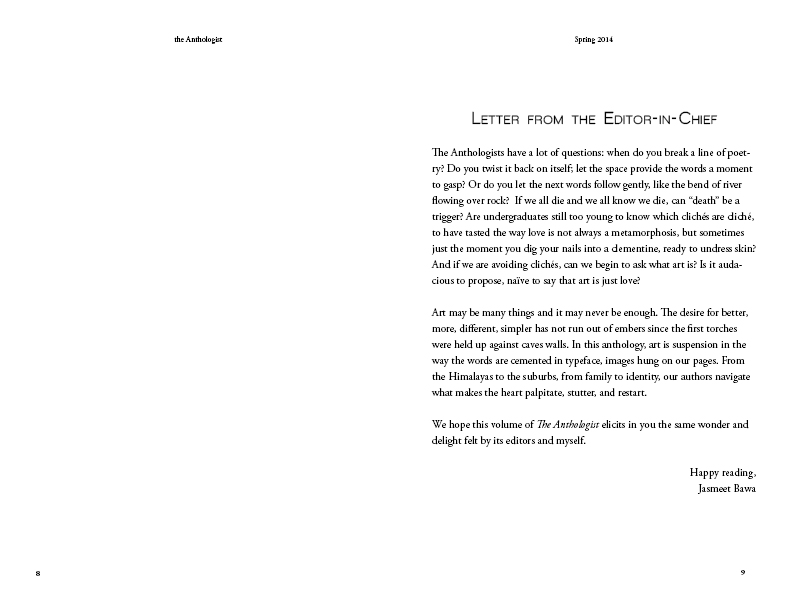 the Anthologist
8
Spring 2014
Letter from the Editor-in-Chief
The Anthologists have a lot of questions: when do you break a line of poet-
ry? Do you twist it back on itself; let the space provide the words a moment
to gasp? Or do you let the next words follow gently, like the bend of river
flowing over rock?  If we all die and we all know we die, can “death” be a
trigger? Are undergraduates still too young to know which clichés are cliché,
to have tasted the way love is not always a metamorphosis, but sometimes
just the moment you dig your nails into a clementine, ready to undress skin?
And if we are avoiding clichés, can we begin to ask what art is? Is it auda-
cious to propose, naïve to say that art is just love?
Art may be many things and it may never be enough. The desire for better,
more, different, simpler has not run out of embers since the first torches
were held up against caves walls. In this anthology, art is suspension in the
way the words are cemented in typeface, images hung on our pages. From
the Himalayas to the suburbs, from family to identity, our authors navigate
what makes the heart palpitate, stutter, and restart.
We hope this volume of The Anthologist elicits in you the same wonder and
delight felt by its editors and myself.
Happy reading,
Jasmeet Bawa
9